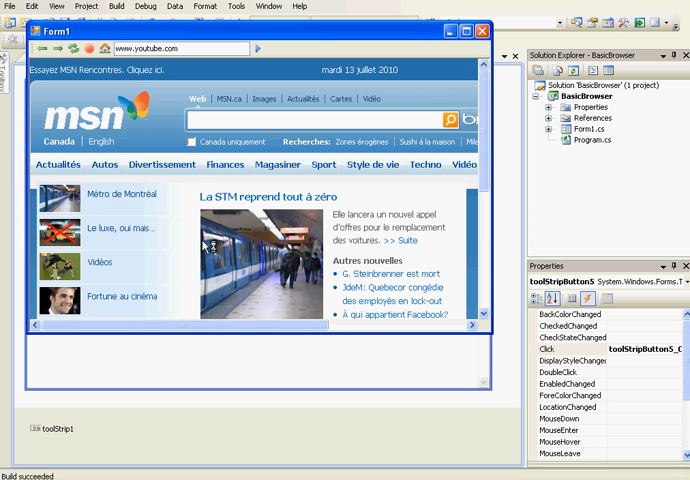 File Edit View Project Build Debug Data Format Tools Window Help
Form1
www.youtube.com
Toolbox
Essayez MSN Rencontres. Cliquez ici.
mardi 13 juillet 2010
msn
Canada | English
Web | MSN.ca | Images | Actualités | Cartes | Vidéo
Canada uniquement Recherches: Zones érogènes | Sushi à la maison |
Actualités Autos Divertissement Finances Magasiner Sport Style de vie Techno Vidéo
Métro de Montréal
Le luxe, oui mais...
Vidéos
Fortune au cinéma
La STM reprend tout à zéro
Elle lancera un nouvel appel
d'offres pour le remplacement
des voitures. >> Suite
Autres nouvelles
• G. Steinbrenner est mort
• JdeM: Quebecor congédie
des employés en lock-out
• À qui appartient Facebook?
toolStrip1
Build succeeded
Solution Explorer - BasicBrowser
Solution 'BasicBrowser' (1 project)
BasicBrowser
Properties
References
Form1.cs
Program.cs
Properties
toolStripButton5 System.Windows.Forms.T
BackColorChanged
CheckedChanged
CheckStateChanged
Click toolStripButton5_C
DisplayStyleChanged
DoubleClick
EnabledChanged
ForeColorChanged
LocationChanged
MouseDown
MouseEnter
MouseHover
MouseLeave